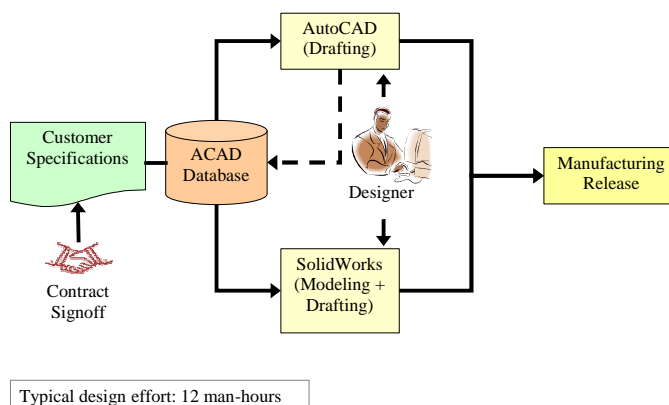 AutoCAD
(Drafting)
Customer
Specifications
ACAD
Database
Designer
Manufacturing
Release
SolidWorks
(Modeling +
Drafting)
Contract
Signoff
Typical design effort: 12 man-hours